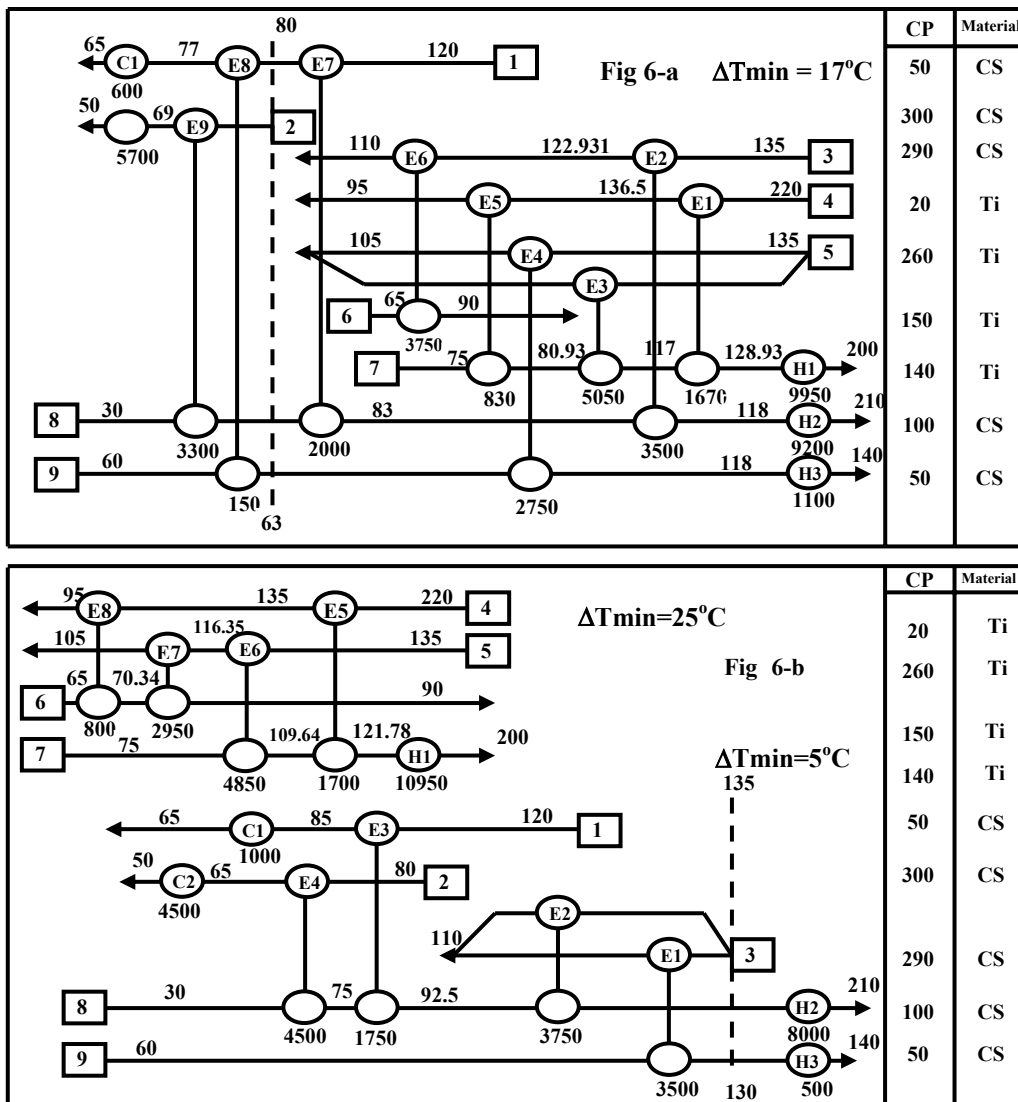 80 CP Material
65 C1 77 E8 E7 120 1 50 CS
600
Fig 6-a ΔTmin = 17°C
50 69 E9 2 300 CS
5700
110 E6 122.931 E2 135 3 290 CS
95 E5 136.5 E1 220 4 20 Ti
105 E4 135 5 260 Ti
E3
6 65 90 150 Ti
3750
7 75 80.93 117 128.93 H1 200 140 Ti
830 5050 1670 9950
8 30 83 118 H2 210 100 CS
3300 2000 3500 9200
9 60 118 H3 140 50 CS
150 2750 1100
63
CP Material
95 E8 135 E5 220 4 20 Ti
ΔTmin=25°C
105 E7 116.35 E6 135 5 260 Ti
Fig 6-b
6 65 70.34 90 150 Ti
800 2950
7 75 109.64 121.78 H1 200 140 Ti
4850 1700 10950
ΔTmin=5°C
135
65 C1 85 E3 120 1 50 CS
1000
50 C2 65 E4 80 2 300 CS
4500
E2
110 E1 3 290 CS
8 30 75 92.5 H2 210 100 CS
4500 1750 3750 8000
9 60 H3 140 50 CS
3500 130 500